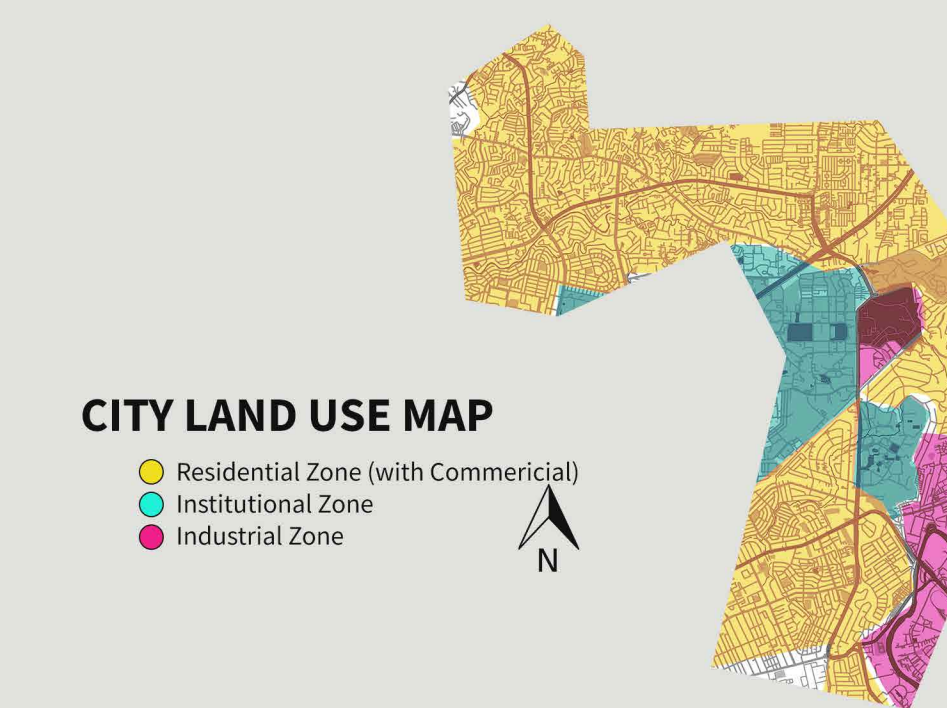 CITY LAND USE MAP
Residential Zone (with Commericial)
Institutional Zone
Industrial Zone
N